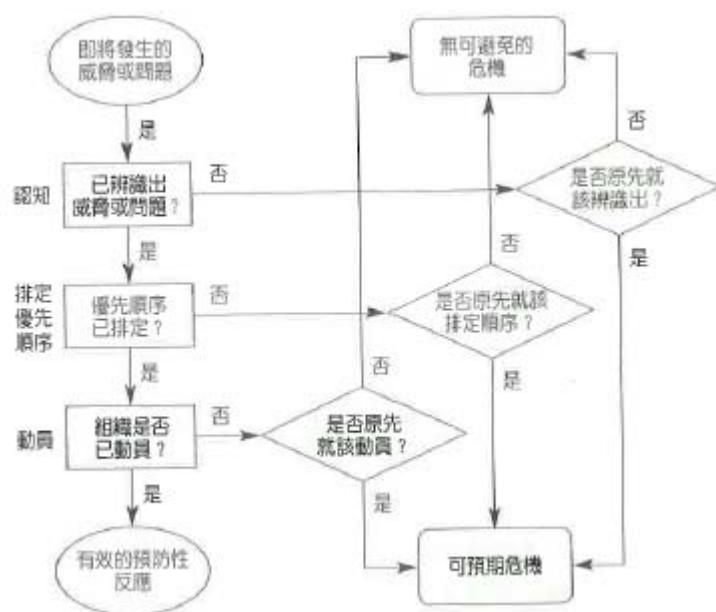 即將發生的
威脅或問題
無可避免的
危機
是
否
認知
已辨識出
威脅或問題？
否
是否原先就
該辨識出？
是
否
是
排定
優先
順序
優先順序
已排定？
否
是否原先就該
排定順序？
是
否
是
動員
組織是否
已動員？
否
是否原先
就該動員？
是
是
有效的預防性
反應
可預期危機